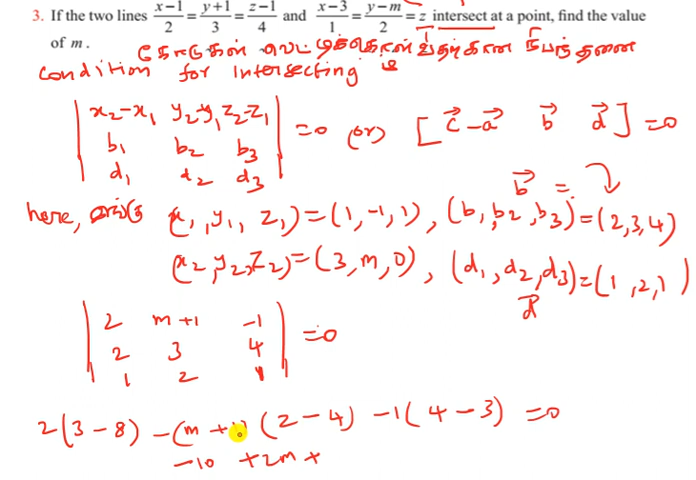 3. If the two lines (x−1)/2 = (y+1)/3 = (z−1)/4 and (x−3)/1 = (y−m)/2 = z intersect at a point, find the value
of m. கோடுகள் வெட்டிக்கொள்வதற்கான நிபந்தனை
condition for Intersecting
| x₂−x₁ y₂−y₁ z₂−z₁ |
| b₁ b₂ b₃ | =0 (or) [c⃗−a⃗ b⃗ d⃗]=0
| d₁ d₂ d₃ |
b⃗ =
here, (x₁, y₁, z₁)=(1,−1,1), (b₁, b₂, b₃)=(2,3,4)
(x₂, y₂, z₂)=(3,m,0), (d₁, d₂, d₃)=(1,2,1)
d⃗
| 2 m+1 −1 |
| 2 3 4 | =0
| 1 2 1 |
2(3−8) −(m+1)(2−4) −1(4−3) =0
−10 +2m+